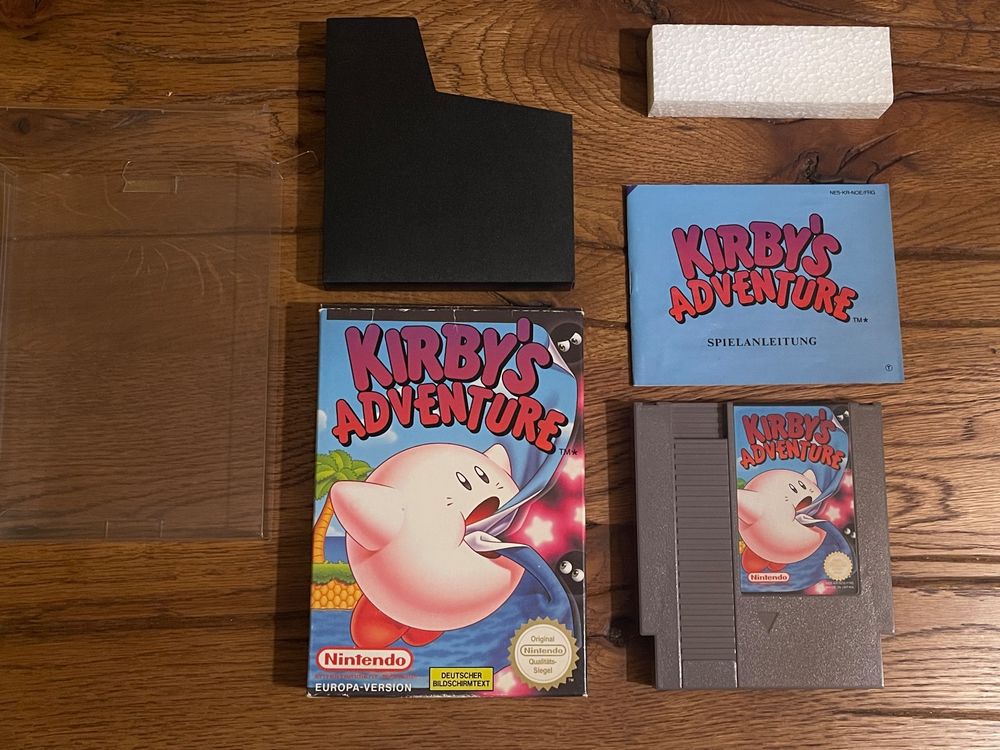 NES-KR-NOE/FRG
KIRBY'S
ADVENTURE
TM★
SPIELANLEITUNG
T
KIRBY'S
ADVENTURE
TM★
Nintendo
EUROPA-VERSION
DEUTSCHER
BILDSCHIRMTEXT
Original
Nintendo
Qualitäts-
Siegel
KIRBY'S
ADVENTURE
Nintendo